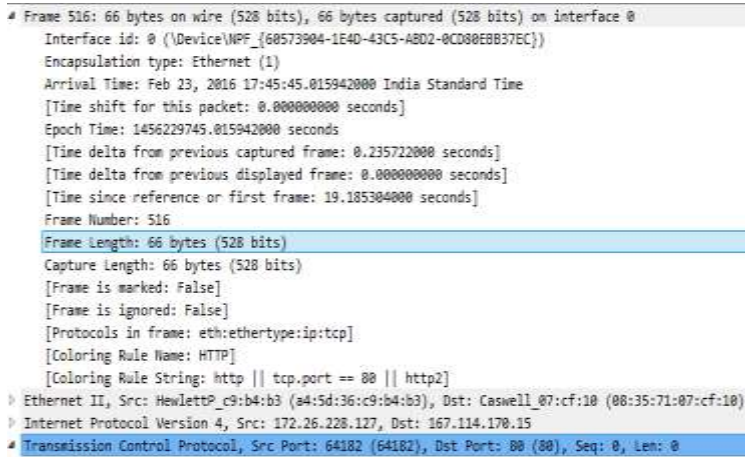 Frame 516: 66 bytes on wire (528 bits), 66 bytes captured (528 bits) on interface 0
Interface id: 0 (\Device\NPF_{60573904-1E4D-43C5-ABD2-0CD80EBB37EC})
Encapsulation type: Ethernet (1)
Arrival Time: Feb 23, 2016 17:45:45.015942000 India Standard Time
[Time shift for this packet: 0.000000000 seconds]
Epoch Time: 1456229745.015942000 seconds
[Time delta from previous captured frame: 0.235722000 seconds]
[Time delta from previous displayed frame: 0.000000000 seconds]
[Time since reference or first frame: 19.185304000 seconds]
Frame Number: 516
Frame Length: 66 bytes (528 bits)
Capture Length: 66 bytes (528 bits)
[Frame is marked: False]
[Frame is ignored: False]
[Protocols in frame: eth:ethertype:ip:tcp]
[Coloring Rule Name: HTTP]
[Coloring Rule String: http || tcp.port == 80 || http2]
Ethernet II, Src: HewlettP_c9:b4:b3 (a4:5d:36:c9:b4:b3), Dst: Caswell_07:cf:10 (08:35:71:07:cf:10)
Internet Protocol Version 4, Src: 172.26.228.127, Dst: 167.114.170.15
Transmission Control Protocol, Src Port: 64182 (64182), Dst Port: 80 (80), Seq: 0, Len: 0